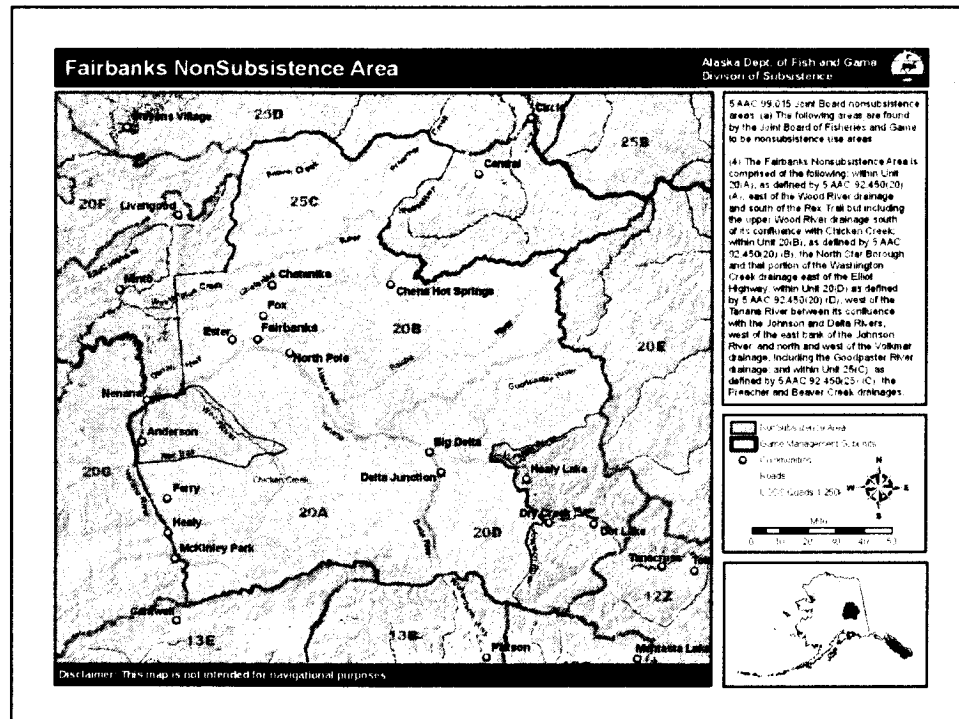 Fairbanks NonSubsistence Area
Alaska Dept. of Fish and Game
Division of Subsistence
5 AAC 99.015 Joint Board nonsubsistence
areas. (a) The following areas are found
by the Joint Board of Fisheries and Game
to be nonsubsistence use areas
(4) The Fairbanks Nonsubsistence Area is
comprised of the following: within Unit
20(A), as defined by 5 AAC 92.450(20)
(A), east of the Wood River drainage
and south of the Rex Trail but including
the upper Wood River drainage south
of its confluence with Chicken Creek;
within Unit 20(B), as defined by 5 AAC
92.450(20) (B), the North Star Borough
and that portion of the Washington
Creek drainage east of the Elliot
Highway; within Unit 20(D) as defined
by 5 AAC 92.450(20) (D), west of the
Tanana River between its confluence
with the Johnson and Delta Rivers,
west of the east bank of the Johnson
River and north and west of the Volkmar
drainage, including the Goodpaster River
drainage; and within Unit 25(C), as
defined by 5 AAC 92.450(25) (C), the
Preacher and Beaver Creek drainages.
NonSubsistence Area
Game Management Subunits
Communities
Roads
USGS Quads 1:250
N
W
E
S
Mile
0 10 20 30 40 50
Stevens Village
25D
Circle
25B
Central
20F
Livengood
25C
Minto
Chatanika
Chena Hot Springs
Fox
Ester
Fairbanks
20B
North Pole
20E
Goodpaster River
Nenana
Anderson
Rex Trail
20C
Big Delta
Healy Lake
Delta Junction
Chicken Creek
Ferry
20A
20D
Dry Creek
Dot Lake
Healy
McKinley Park
Tanacross
12Z
Cantwell
13E
13B
Paxson
Mentasta Lake
Disclaimer: This map is not intended for navigational purposes